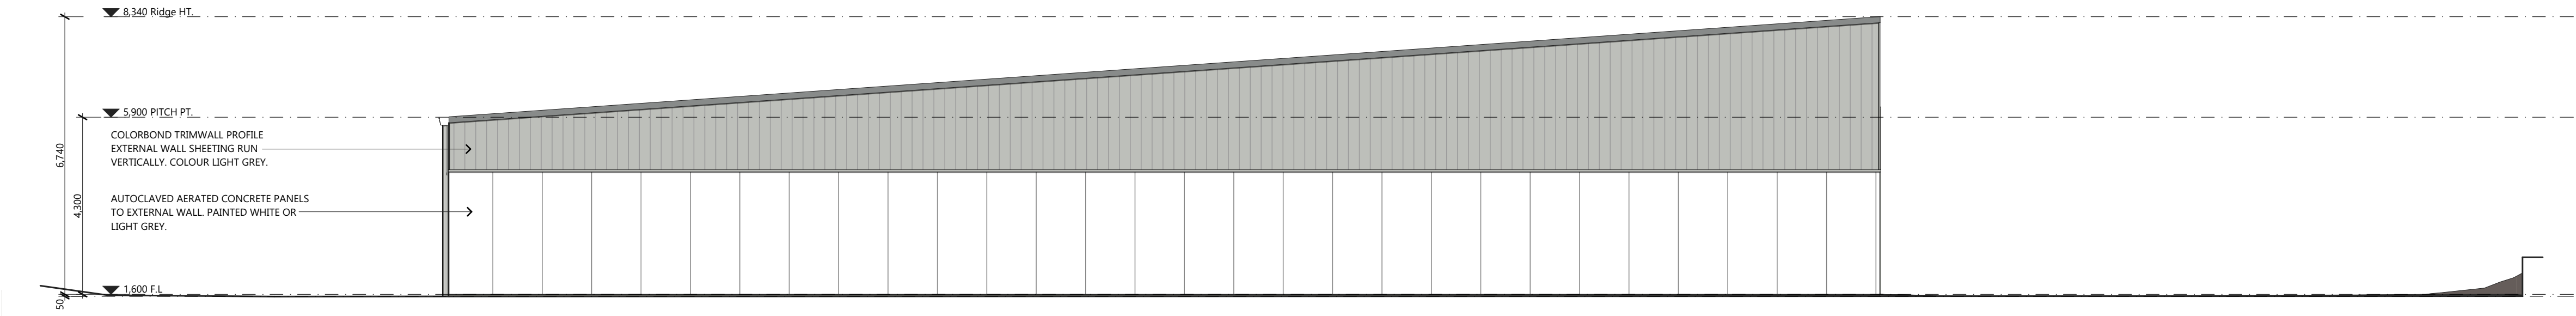 8,340 Ridge HT.
5,900 PITCH PT.
COLORBOND TRIMWALL PROFILE
EXTERNAL WALL SHEETING RUN
VERTICALLY. COLOUR LIGHT GREY.
6,740
4,300
AUTOCLAVED AERATED CONCRETE PANELS
TO EXTERNAL WALL. PAINTED WHITE OR
LIGHT GREY.
1,600 F.L
50